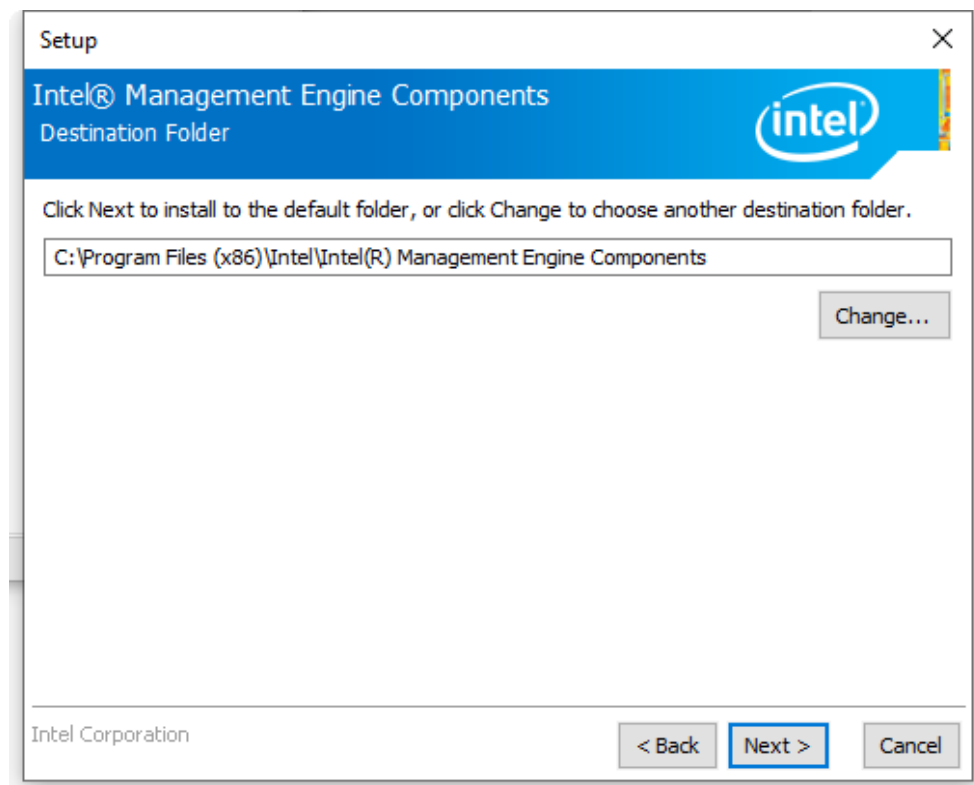 Setup
Intel® Management Engine Components
Destination Folder
intel
Click Next to install to the default folder, or click Change to choose another destination folder.
C:\Program Files (x86)\Intel\Intel(R) Management Engine Components
Change...
Intel Corporation
< Back
Next >
Cancel